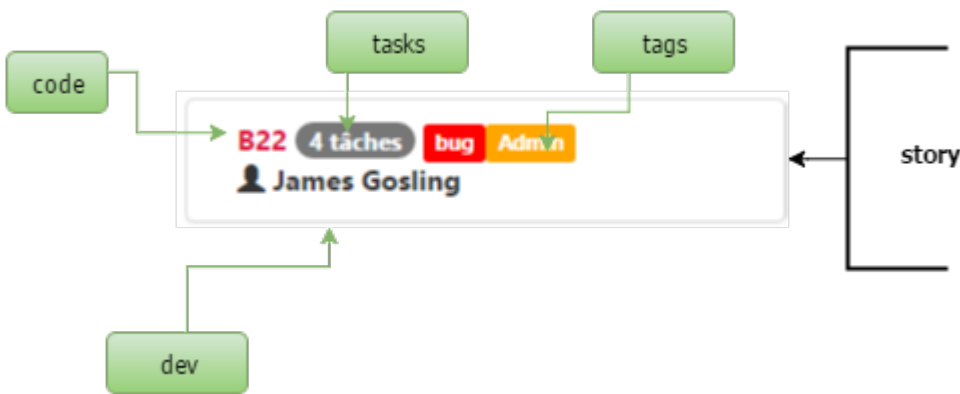 tasks
tags
code
B22 4 tâches bug Admin
James Gosling
story
dev